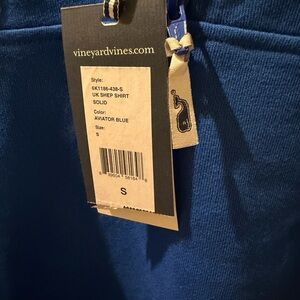 vineyardvines.com
Style:
6K1186-438-S
UK SHEP SHIRT
SOLID
Color:
AVIATOR BLUE
Size:
S
S